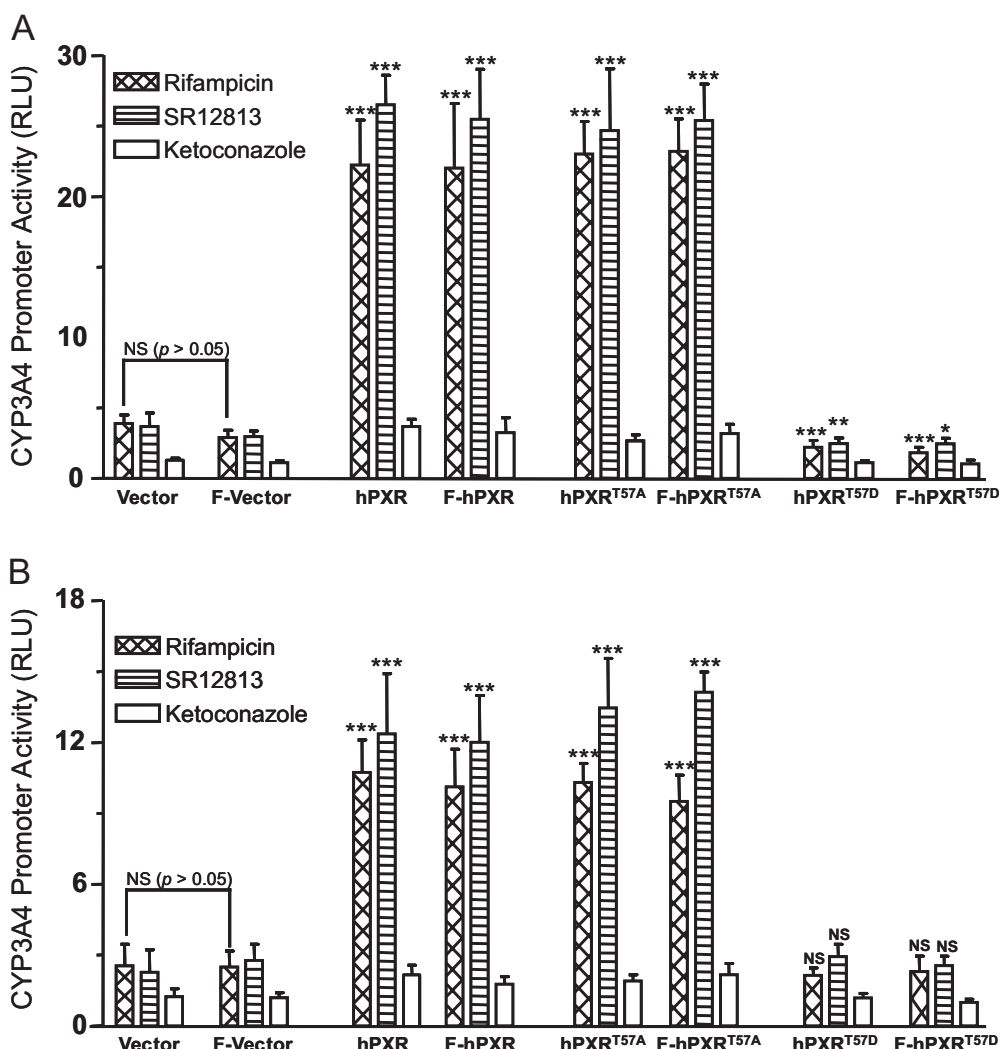 A
CYP3A4 Promoter Activity (RLU)
30
20
10
0
Rifampicin
SR12813
Ketoconazole
NS (p > 0.05)
*** *** *** *** *** *** *** *** *** ** *** *
Vector F-Vector hPXR F-hPXR hPXRT57A F-hPXRT57A hPXRT57D F-hPXRT57D
B
CYP3A4 Promoter Activity (RLU)
18
12
6
0
Rifampicin
SR12813
Ketoconazole
NS (p > 0.05)
*** *** *** *** *** *** *** *** NS NS NS NS
Vector F-Vector hPXR F-hPXR hPXRT57A F-hPXRT57A hPXRT57D F-hPXRT57D